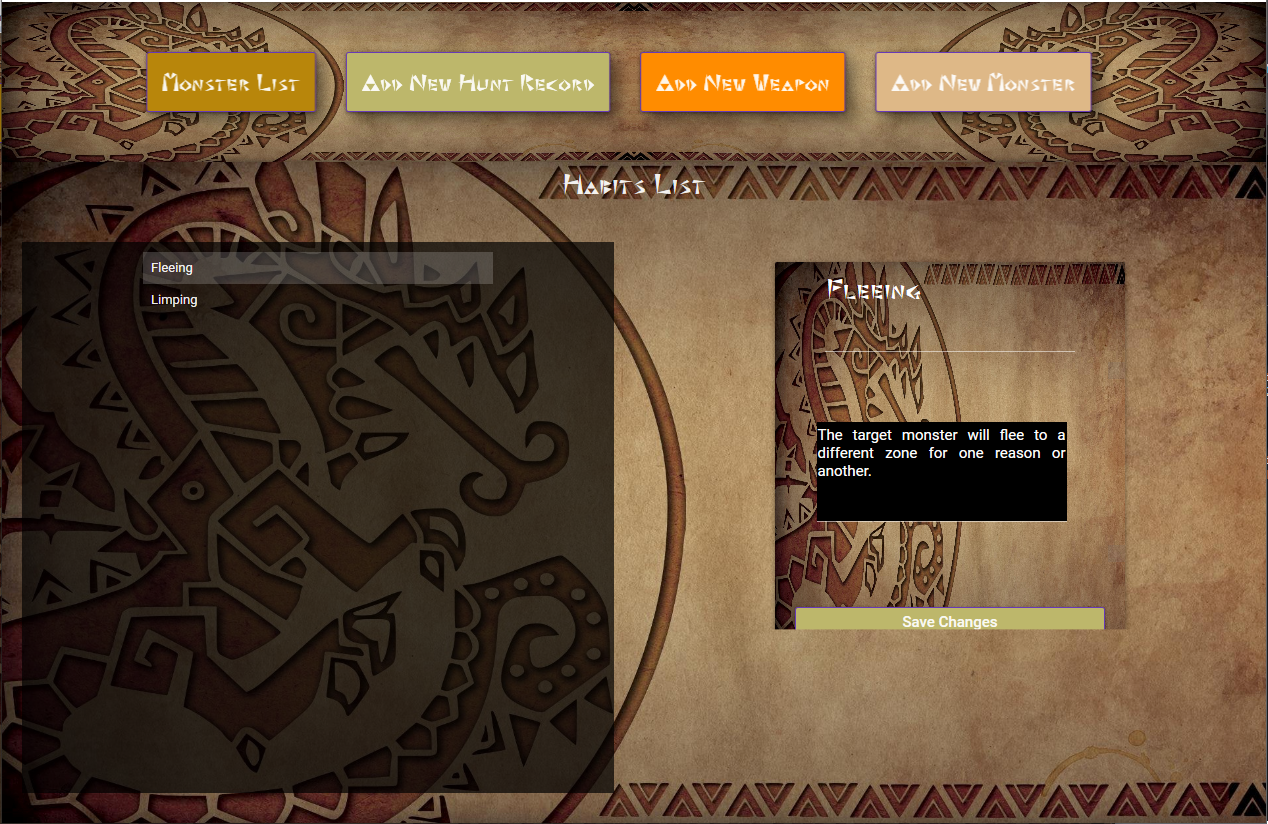 Monster List
Add New Hunt Record
Add New Weapon
Add New Monster
Habits List
Fleeing
Limping
Fleeing
The target monster will flee to a
different zone for one reason or
another.
Save Changes